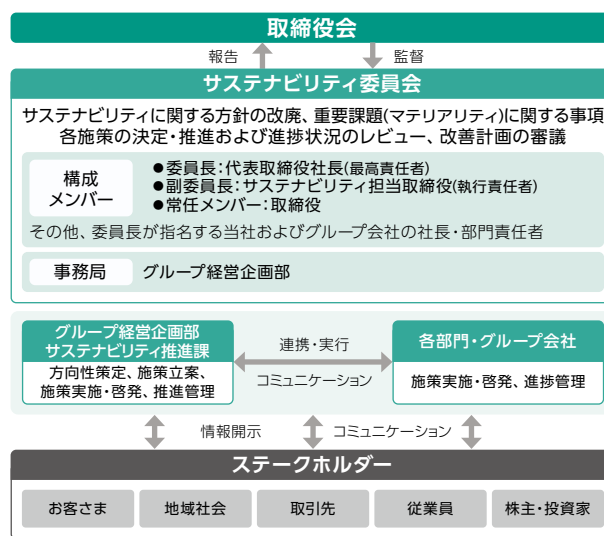 取締役会
報告
監督
サステナビリティ委員会
サステナビリティに関する方針の改廃、重要課題(マテリアリティ)に関する事項
各施策の決定・推進および進捗状況のレビュー、改善計画の審議
構成
メンバー
●委員長:代表取締役社長(最高責任者)
●副委員長:サステナビリティ担当取締役(執行責任者)
●常任メンバー:取締役
その他、委員長が指名する当社およびグループ会社の社長・部門責任者
事務局
グループ経営企画部
グループ経営企画部
サステナビリティ推進課
方向性策定、施策立案、
施策実施・啓発、推進管理
連携・実行
コミュニケーション
各部門・グループ会社
施策実施・啓発、進捗管理
情報開示
コミュニケーション
ステークホルダー
お客さま
地域社会
取引先
従業員
株主・投資家